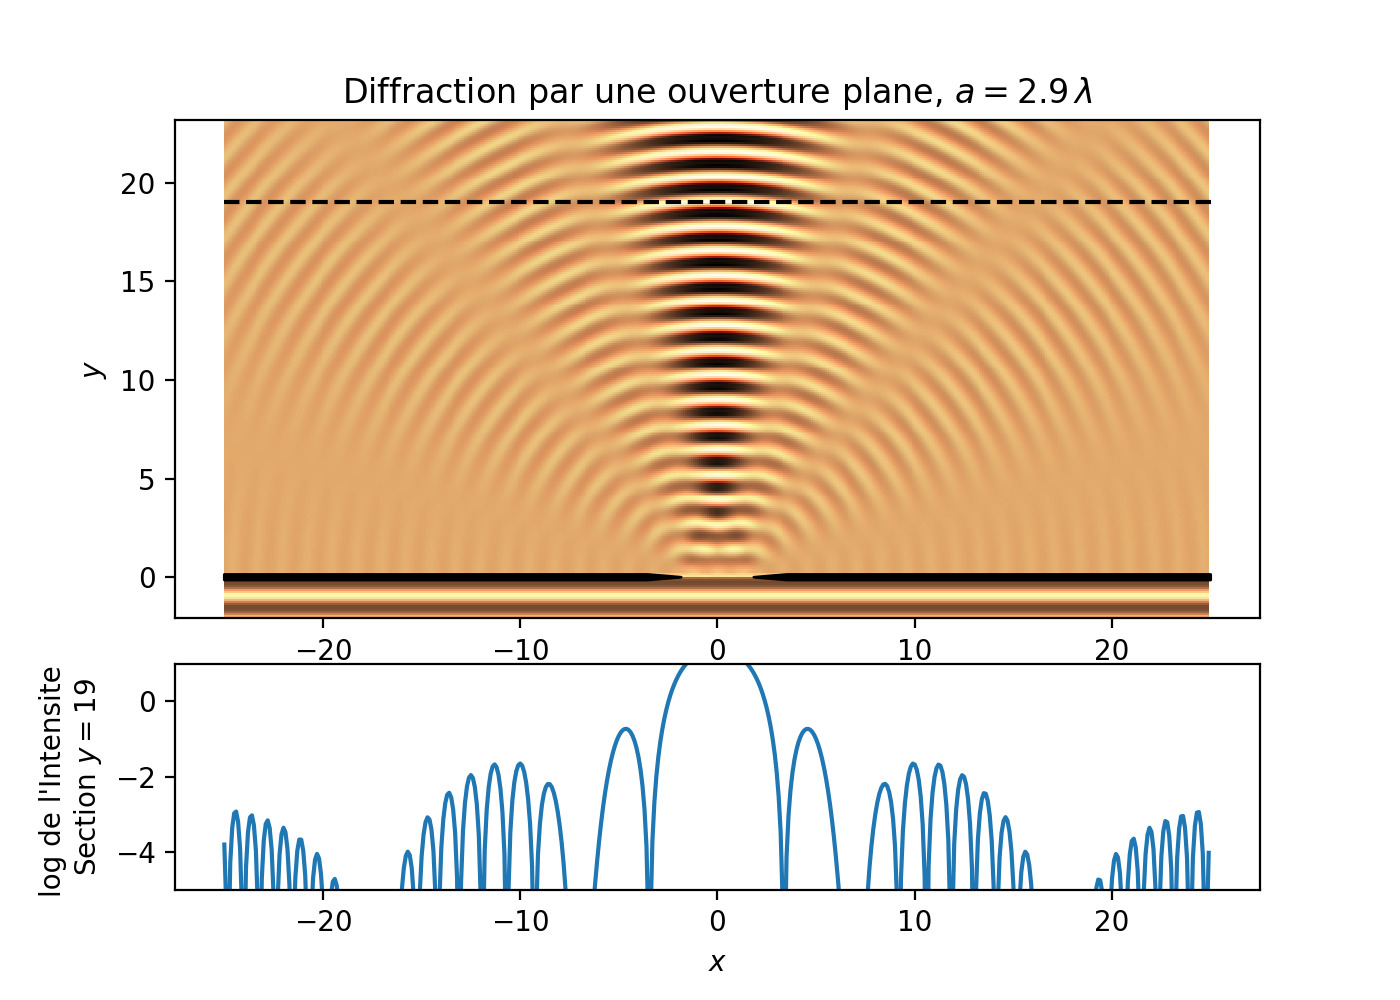 Diffraction par une ouverture plane, a = 2.9 λ
20
15
10
5
0
y
−20 −10 0 10 20
log de l'Intensite
Section y = 19
0
−2
−4
−20 −10 0 10 20
x